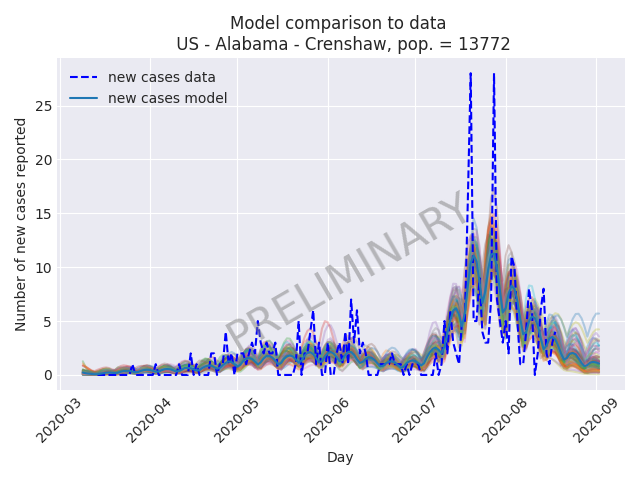 Model comparison to data
US - Alabama - Crenshaw, pop. = 13772
new cases data
new cases model
PRELIMINARY
Number of new cases reported
25
20
15
10
5
0
2020-03
2020-04
2020-05
2020-06
2020-07
2020-08
2020-09
Day